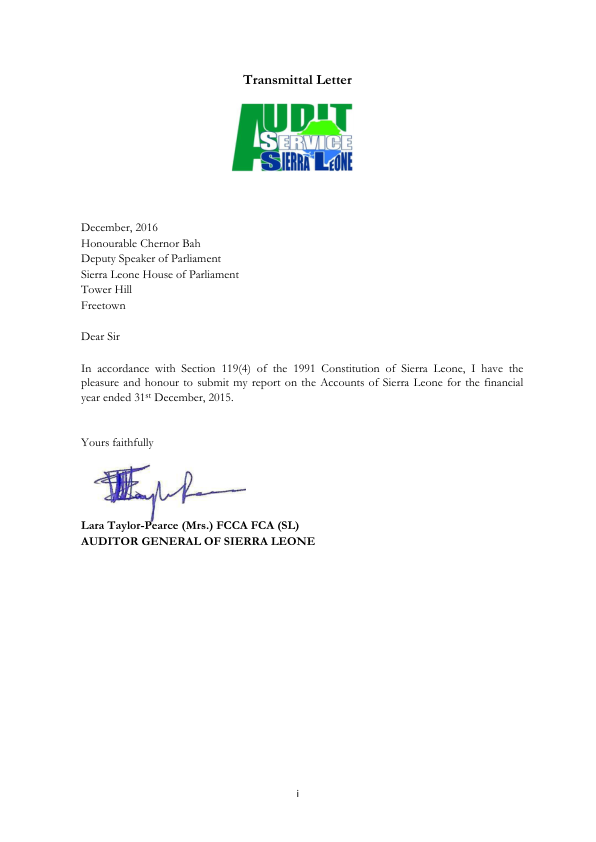 Transmittal Letter
AUDIT
SERVICE
SIERRA LEONE
December, 2016
Honourable Chernor Bah
Deputy Speaker of Parliament
Sierra Leone House of Parliament
Tower Hill
Freetown
Dear Sir
In accordance with Section 119(4) of the 1991 Constitution of Sierra Leone, I have the
pleasure and honour to submit my report on the Accounts of Sierra Leone for the financial
year ended 31st December, 2015.
Yours faithfully
Lara Taylor-Pearce (Mrs.) FCCA FCA (SL)
AUDITOR GENERAL OF SIERRA LEONE
i